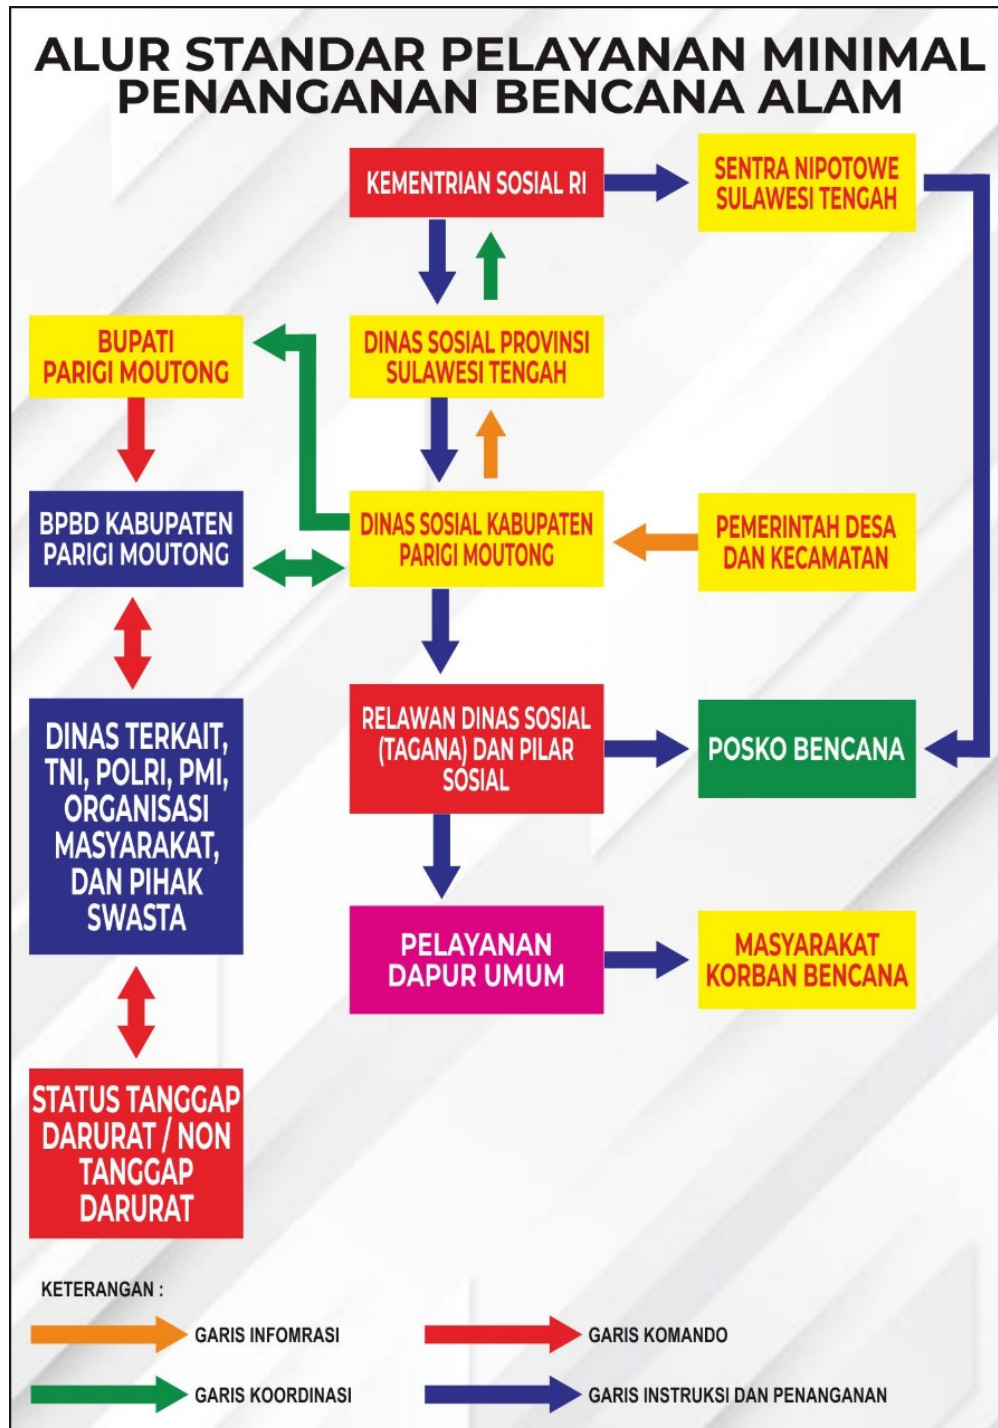 ALUR STANDAR PELAYANAN MINIMAL
PENANGANAN BENCANA ALAM
KEMENTRIAN SOSIAL RI
SENTRA NIPOTOWE
SULAWESI TENGAH
BUPATI
PARIGI MOUTONG
DINAS SOSIAL PROVINSI
SULAWESI TENGAH
BPBD KABUPATEN
PARIGI MOUTONG
DINAS SOSIAL KABUPATEN
PARIGI MOUTONG
PEMERINTAH DESA
DAN KECAMATAN
DINAS TERKAIT,
TNI, POLRI, PMI,
ORGANISASI
MASYARAKAT,
DAN PIHAK
SWASTA
RELAWAN DINAS SOSIAL
(TAGANA) DAN PILAR
SOSIAL
POSKO BENCANA
PELAYANAN
DAPUR UMUM
MASYARAKAT
KORBAN BENCANA
STATUS TANGGAP
DARURAT / NON
TANGGAP
DARURAT
KETERANGAN :
GARIS INFOMRASI
GARIS KOMANDO
GARIS KOORDINASI
GARIS INSTRUKSI DAN PENANGANAN